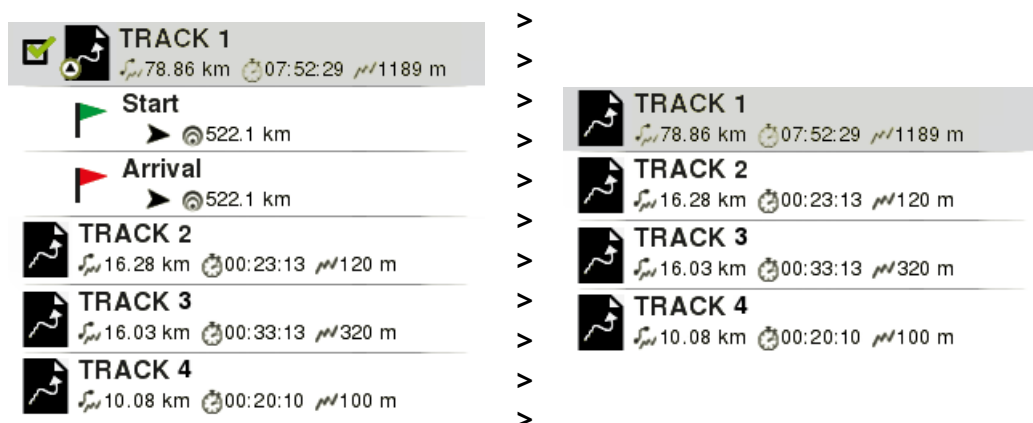 TRACK 1
78.86 km 07:52:29 1189 m
Start
522.1 km
Arrival
522.1 km
TRACK 2
16.28 km 00:23:13 120 m
TRACK 3
16.03 km 00:33:13 320 m
TRACK 4
10.08 km 00:20:10 100 m
>
>
>
>
>
>
>
>
>
>
>
TRACK 1
78.86 km 07:52:29 1189 m
TRACK 2
16.28 km 00:23:13 120 m
TRACK 3
16.03 km 00:33:13 320 m
TRACK 4
10.08 km 00:20:10 100 m